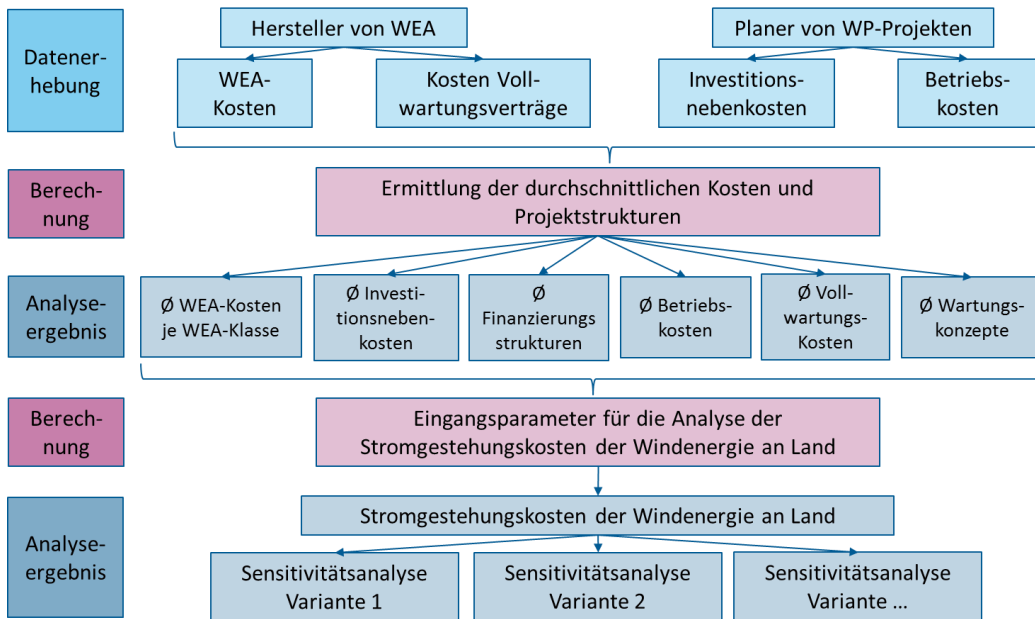 Datener-
hebung
Hersteller von WEA
Planer von WP-Projekten
WEA-
Kosten
Kosten Voll-
wartungsverträge
Investitions-
nebenkosten
Betriebs-
kosten
Berech-
nung
Ermittlung der durchschnittlichen Kosten und
Projektstrukturen
Analyse-
ergebnis
Ø WEA-Kosten
je WEA-Klasse
Ø Investi-
tionsneben-
kosten
Ø
Finanzierungs
strukturen
Ø Betriebs-
kosten
Ø Voll-
wartungs-
Kosten
Ø Wartungs-
konzepte
Berech-
nung
Eingangsparameter für die Analyse der
Stromgestehungskosten der Windenergie an Land
Analyse-
ergebnis
Stromgestehungskosten der Windenergie an Land
Sensitivitätsanalyse
Variante 1
Sensitivitätsanalyse
Variante 2
Sensitivitätsanalyse
Variante ...